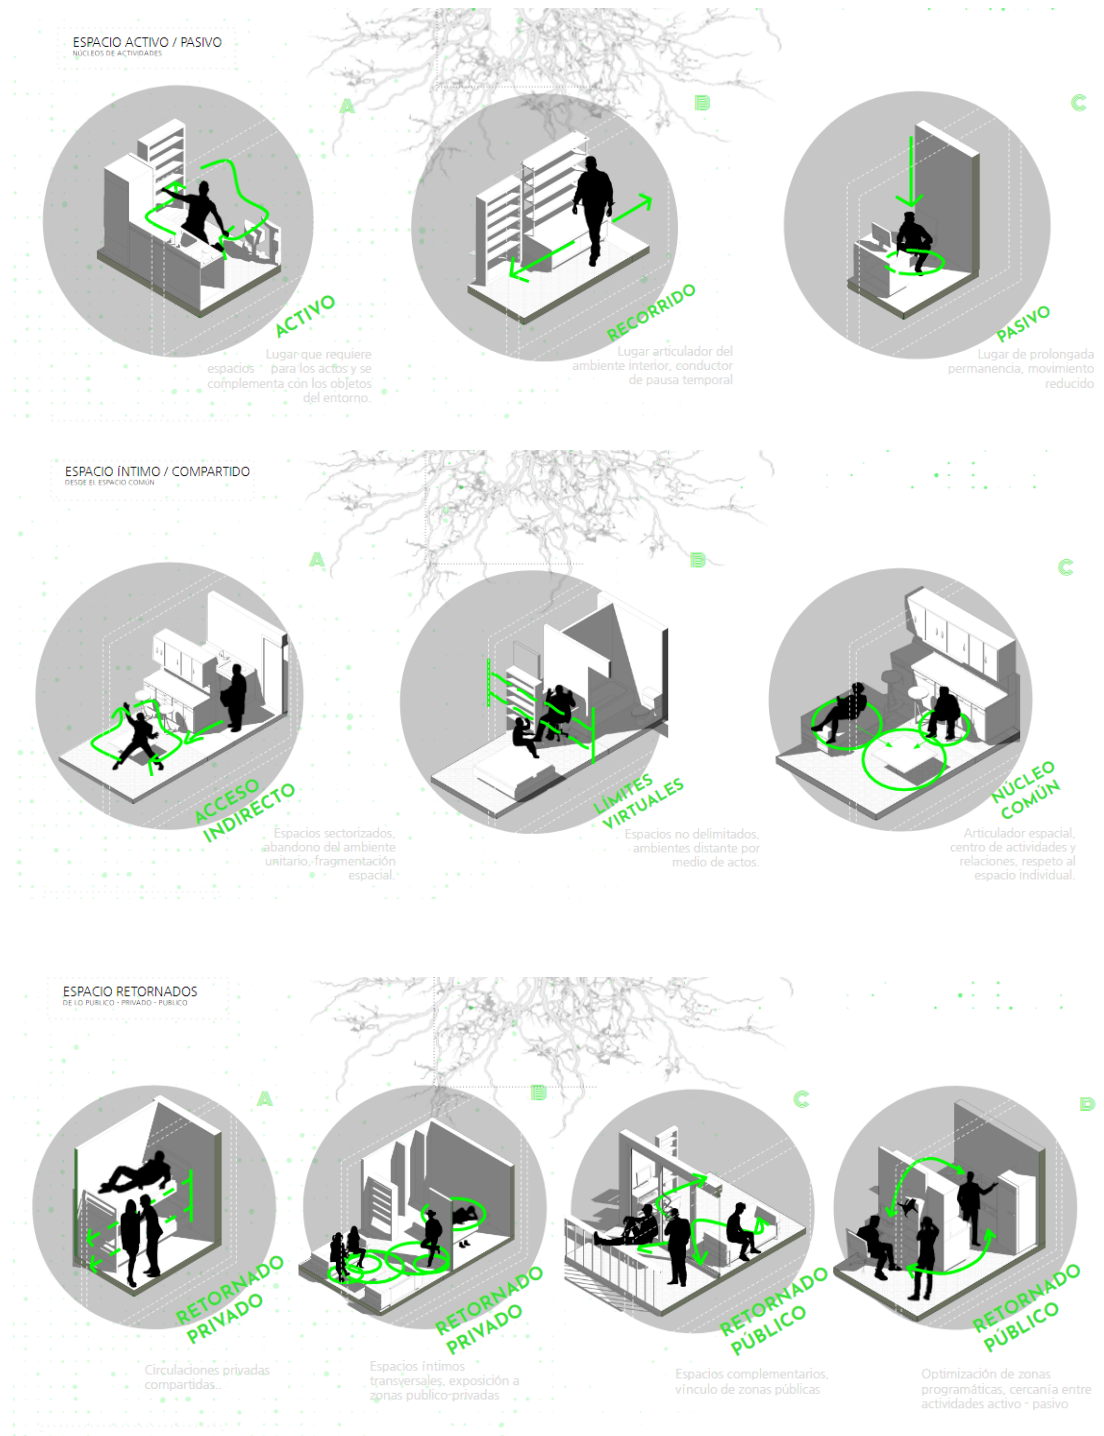 ESPACIO ACTIVO / PASIVO
NÚCLEOS DE ACTIVIDADES
A
B
C
ACTIVO
Lugar que requiere
espacios para los actos y se
complementa con los objetos
del entorno.
RECORRIDO
Lugar articulador del
ambiente interior, conductor
de pausa temporal
PASIVO
Lugar de prolongada
permanencia, movimiento
reducido
ESPACIO ÍNTIMO / COMPARTIDO
DESDE EL ESPACIO COMÚN
A
B
C
ACCESO
INDIRECTO
Espacios sectorizados,
abandono del ambiente
unitario, fragmentación
espacial.
LÍMITES
VIRTUALES
Espacios no delimitados,
ambientes distante por
medio de actos.
NÚCLEO
COMÚN
Articulador espacial,
centro de actividades y
relaciones, respeto al
espacio individual.
ESPACIO RETORNADOS
DE LO PUBLICO - PRIVADO - PUBLICO
A
C
RETORNADO
PRIVADO
Circulaciones privadas
compartidas...
RETORNADO
PRIVADO
Espacios íntimos
transversales, exposición a
zonas publico-privadas
RETORNADO
PÚBLICO
Espacios complementarios,
vínculo de zonas públicas
RETORNADO
PÚBLICO
Optimización de zonas
programáticas, cercanía entre
actividades activo - pasivo